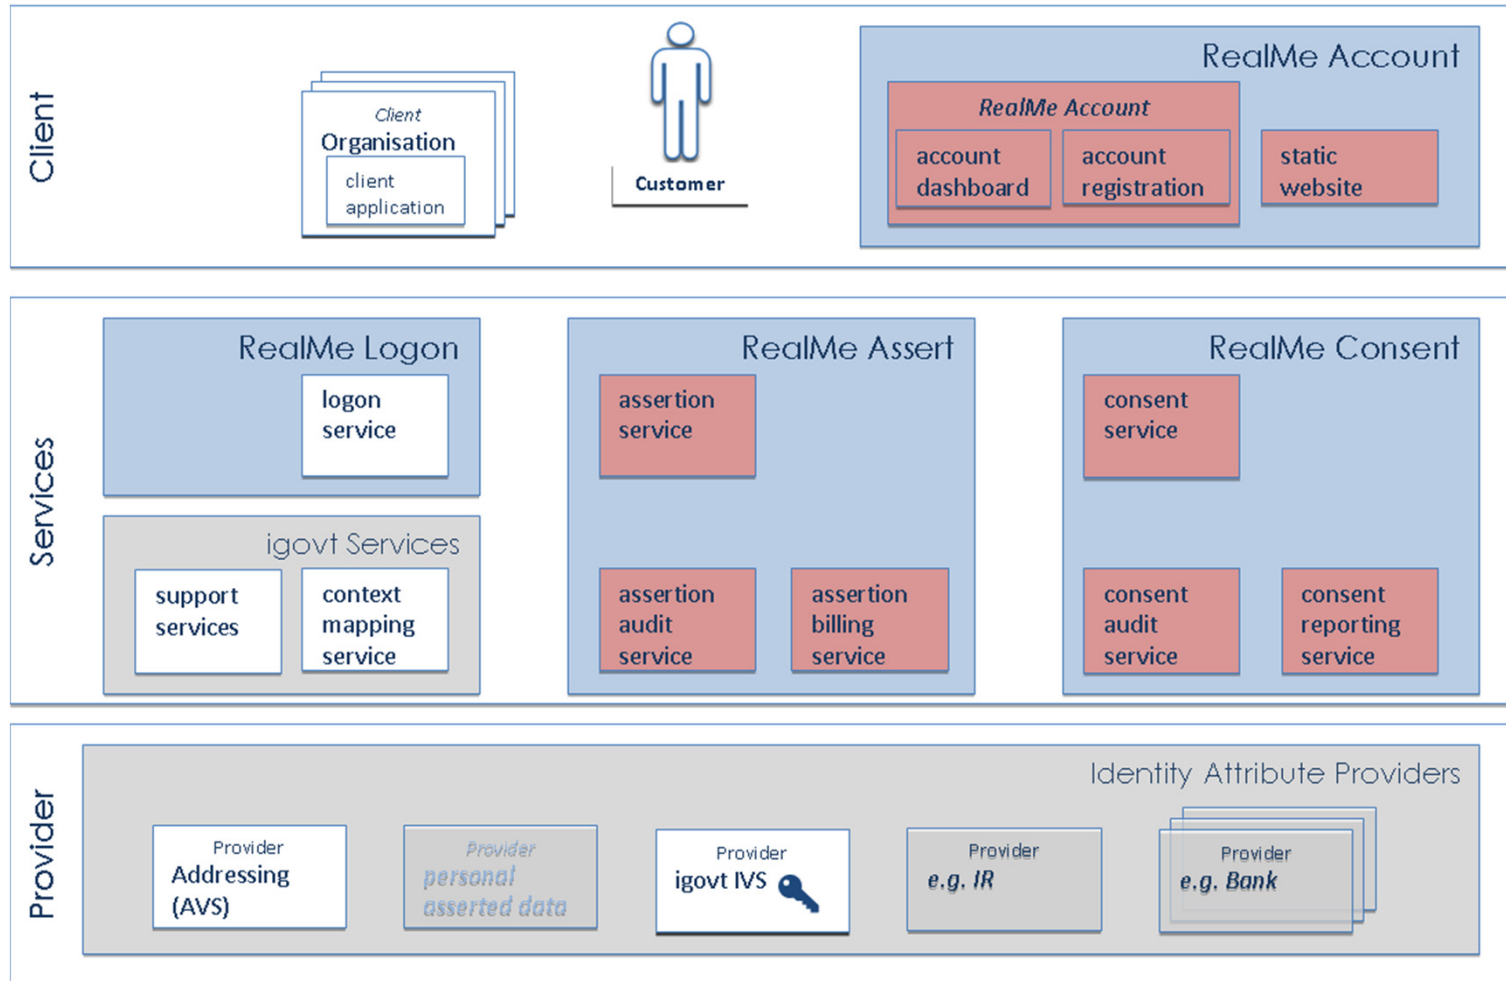 Client
Client
Organisation
client
application
Customer
RealMe Account
RealMe Account
account
dashboard
account
registration
static
website
Services
RealMe Logon
logon
service
igovt Services
support
services
context
mapping
service
RealMe Assert
assertion
service
assertion
audit
service
assertion
billing
service
RealMe Consent
consent
service
consent
audit
service
consent
reporting
service
Provider
Identity Attribute Providers
Provider
Addressing
(AVS)
Provider
personal
asserted data
Provider
igovt IVS
Provider
e.g. IR
Provider
e.g. Bank